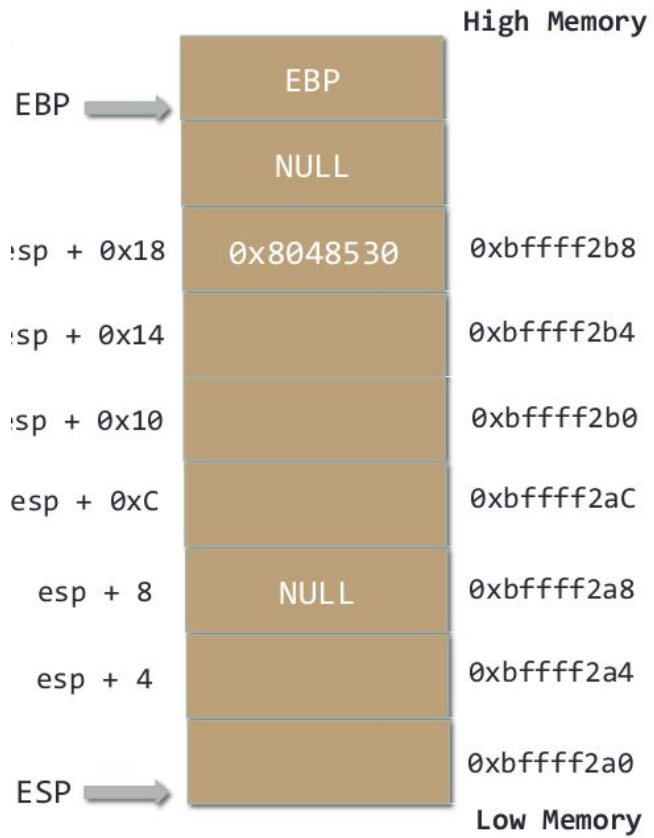 High Memory
EBP
EBP
NULL
sp + 0x18 0x8048530 0xbffff2b8
sp + 0x14 0xbffff2b4
sp + 0x10 0xbffff2b0
esp + 0xC 0xbffff2aC
esp + 8 NULL 0xbffff2a8
esp + 4 0xbffff2a4
0xbffff2a0
ESP
Low Memory